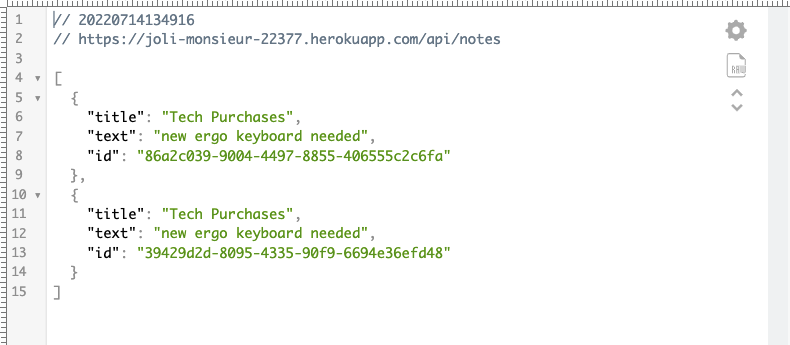 1 // 20220714134916
2 // https://joli-monsieur-22377.herokuapp.com/api/notes
3
4 [
5 {
6 "title": "Tech Purchases",
7 "text": "new ergo keyboard needed",
8 "id": "86a2c039-9004-4497-8855-406555c2c6fa"
9 },
10 {
11 "title": "Tech Purchases",
12 "text": "new ergo keyboard needed",
13 "id": "39429d2d-8095-4335-90f9-6694e36efd48"
14 }
15 ]
RAW